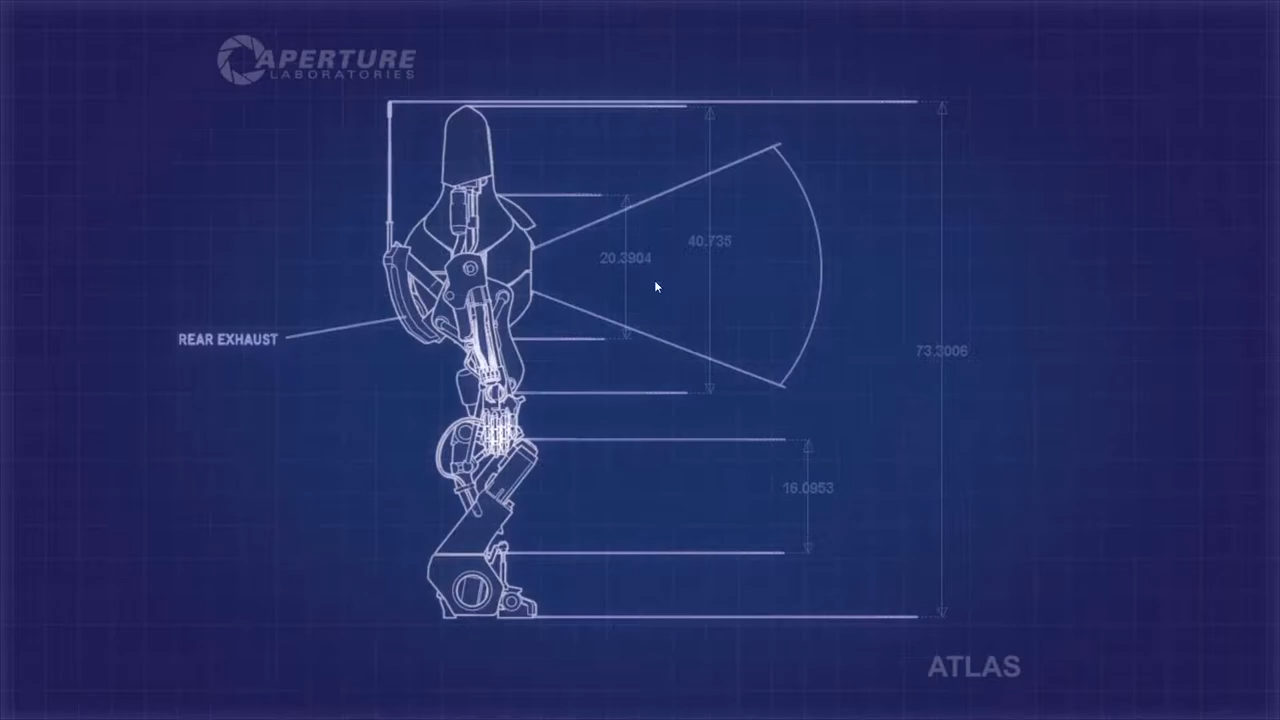 APERTURE
LABORATORIES
40.735
20.3904
REAR EXHAUST
73.3006
16.0953
ATLAS